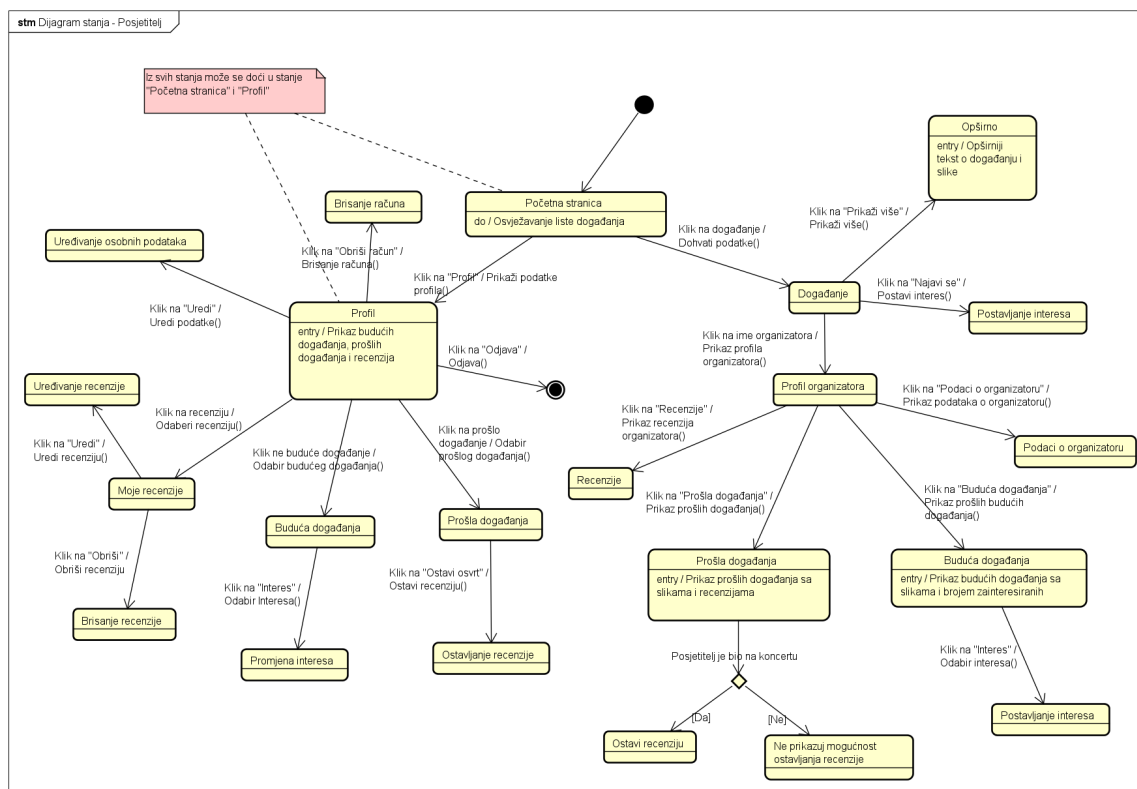 stm Dijagram stanja - Posjetitelj
Iz svih stanja može se doći u stanje
"Početna stranica" i "Profil"
Opširno
entry / Opširniji
tekst o događanju i
slike
Brisanje računa
Početna stranica
do / Osvježavanje liste događanja
Klik na "Prikaži više" /
Prikaži više()
Uređivanje osobnih podataka
Klik na "Obriši račun" /
Brisanje računa()
Klik na događanje /
Dohvati podatke()
Klik na "Profil" / Prikaži podatke
profila()
Klik na "Najavi se" /
Postavi interes()
Događanje
Postavljanje interesa
Klik na "Uredi" /
Uredi podatke()
Profil
entry / Prikaz budućih
događanja, prošlih
događanja i recenzija
Klik na ime organizatora /
Prikaz profila
organizatora()
Klik na "Odjava" /
Odjava()
Uređivanje recenzije
Profil organizatora
Klik na "Podaci o organizatoru" /
Prikaz podataka o organizatoru()
Klik na recenziju /
Odaberi recenziju()
Klik na "Recenzije" /
Prikaz recenzija
organizatora()
Klik na prošlo
događanje / Odabir
prošlog događanja()
Klik na "Uredi" /
Uredi recenziju()
Klik ne buduće događanje /
Odabir budućeg događanja()
Podaci o organizatoru
Recenzije
Moje recenzije
Klik na "Prošla događanja" /
Prikaz prošlih događanja()
Klik na "Buduća događanja" /
Prikaz prošlih budućih
događanja()
Buduća događanja
Prošla događanja
Klik na "Obriši" /
Obriši recenziju
Klik na "Interes" /
Odabir Interesa()
Klik na "Ostavi osvrt" /
Ostavi recenziju()
Prošla događanja
entry / Prikaz prošlih događanja sa
slikama i recenzijama
Buduća događanja
entry / Prikaz budućih događanja sa
slikama i brojem zainteresiranih
Brisanje recenzije
Promjena interesa
Ostavljanje recenzije
Posjetitelj je bio na koncertu
Klik na "Interes" /
Odabir interesa()
[Da]
[Ne]
Postavljanje interesa
Ostavi recenziju
Ne prikazuj mogućnost
ostavljanja recenzije